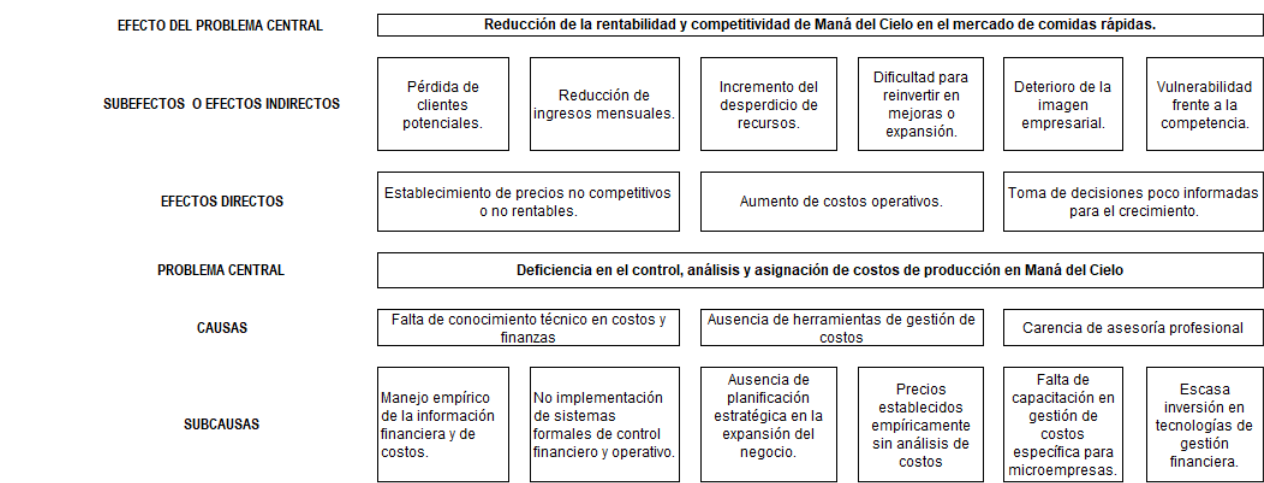 EFECTO DEL PROBLEMA CENTRAL
Reducción de la rentabilidad y competitividad de Maná del Cielo en el mercado de comidas rápidas.
SUBEFECTOS O EFECTOS INDIRECTOS
Pérdida de
clientes
potenciales.
Reducción de
ingresos mensuales.
Incremento del
desperdicio de
recursos.
Dificultad para
reinvertir en
mejoras o
expansión.
Deterioro de la
imagen
empresarial.
Vulnerabilidad
frente a la
competencia.
EFECTOS DIRECTOS
Establecimiento de precios no competitivos
o no rentables.
Aumento de costos operativos.
Toma de decisiones poco informadas
para el crecimiento.
PROBLEMA CENTRAL
Deficiencia en el control, análisis y asignación de costos de producción en Maná del Cielo
CAUSAS
Falta de conocimiento técnico en costos y
finanzas
Ausencia de herramientas de gestión de
costos
Carencia de asesoría profesional
SUBCAUSAS
Manejo empírico
de la información
financiera y de
costos.
No implementación
de sistemas
formales de control
financiero y operativo.
Ausencia de
planificación
estratégica en la
expansión del
negocio.
Precios
establecidos
empíricamente
sin análisis de
costos
Falta de
capacitación en
gestión de
costos
específica para
microempresas.
Escasa
inversión en
tecnologías de
gestión
financiera.